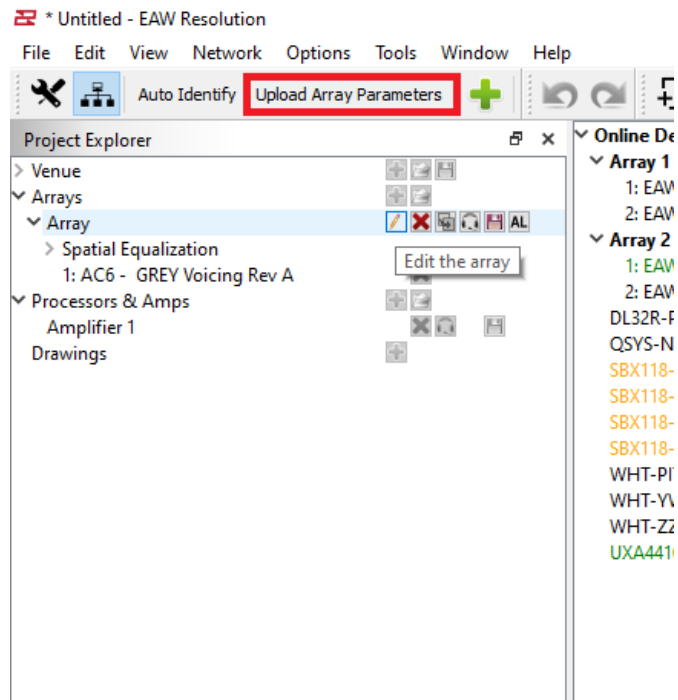 * Untitled - EAW Resolution
File Edit View Network Options Tools Window Help
Auto Identify Upload Array Parameters
Project Explorer
Venue
Arrays
Array AL
Spatial Equalization
Edit the array
1: AC6 - GREY Voicing Rev A
Processors & Amps
Amplifier 1
Drawings
Online De
Array 1
1: EAW
2: EAW
Array 2
1: EAW
2: EAW
DL32R-P
QSYS-N
SBX118-
SBX118-
SBX118-
SBX118-
WHT-PI
WHT-YV
WHT-ZZ
UXA441